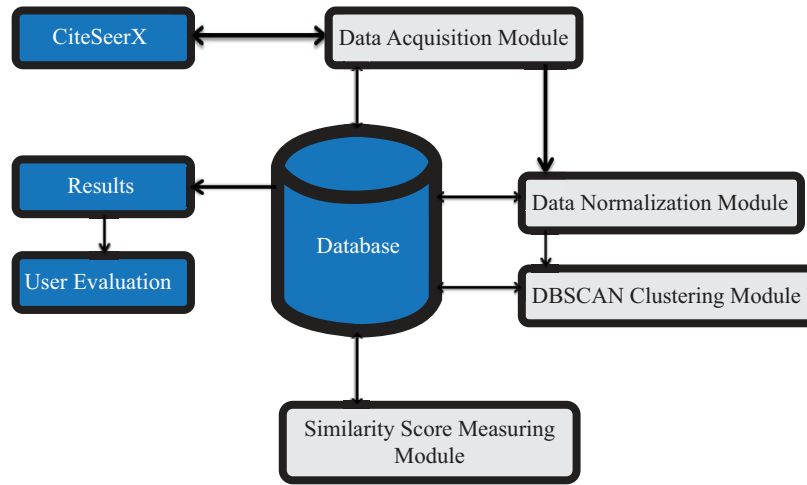 CiteSeerX
Data Acquisition Module
Results
Data Normalization Module
Database
User Evaluation
DBSCAN Clustering Module
Similarity Score Measuring
Module